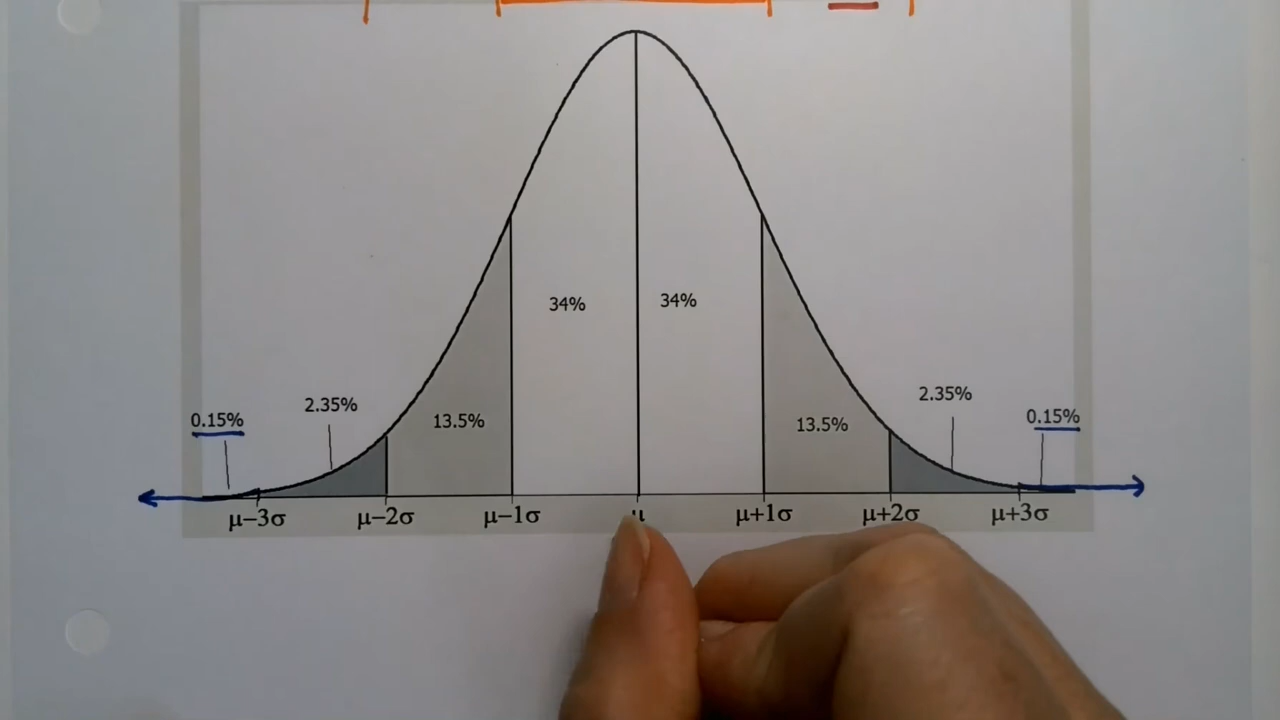 34% 34%
2.35% 2.35%
0.15% 13.5% 13.5% 0.15%
μ−3σ μ−2σ μ−1σ μ μ+1σ μ+2σ μ+3σ